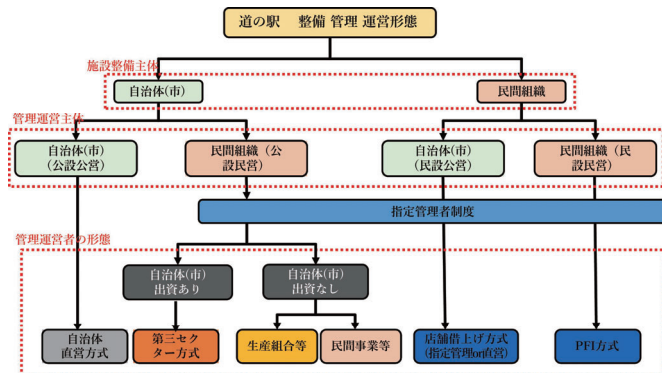 道の駅 整備 管理 運営形態
施設整備主体
自治体(市)
民間組織
管理運営主体
自治体(市)
(公設公営)
民間組織（公
設民営）
自治体(市)
(民設公営)
民間組織（民
設民営）
指定管理者制度
管理運営者の形態
自治体(市)
出資あり
自治体(市)
出資なし
自治体
直営方式
第三セク
ター方式
生産組合等
民間事業等
店舗借上げ方式
(指定管理or直営)
PFI方式